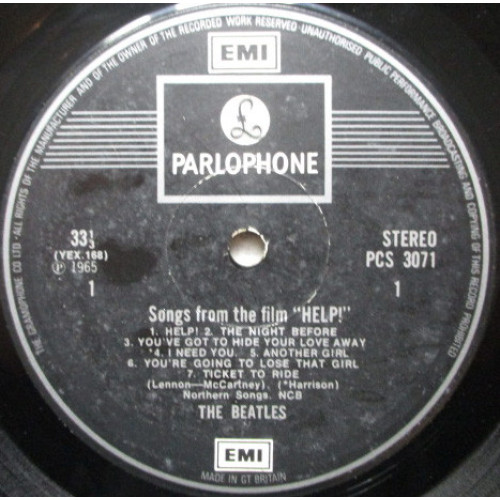 THE GRAMOPHONE CO LTD · ALL RIGHTS OF THE MANUFACTURER AND OF THE OWNER OF THE RECORDED WORK RESERVED · UNAUTHORISED PUBLIC PERFORMANCE BROADCASTING AND COPYING OF THIS RECORD PROHIBITED
EMI
£
PARLOPHONE
33⅓
(YEX.168)
Ⓟ 1965
1
STEREO
PCS 3071
1
Songs from the film "HELP!"
1. HELP! 2. THE NIGHT BEFORE
3. YOU'VE GOT TO HIDE YOUR LOVE AWAY
*4. I NEED YOU. 5. ANOTHER GIRL
6. YOU'RE GOING TO LOSE THAT GIRL
7. TICKET TO RIDE
(Lennon—McCartney), (*Harrison)
Northern Songs. NCB
THE BEATLES
EMI
MADE IN GT BRITAIN